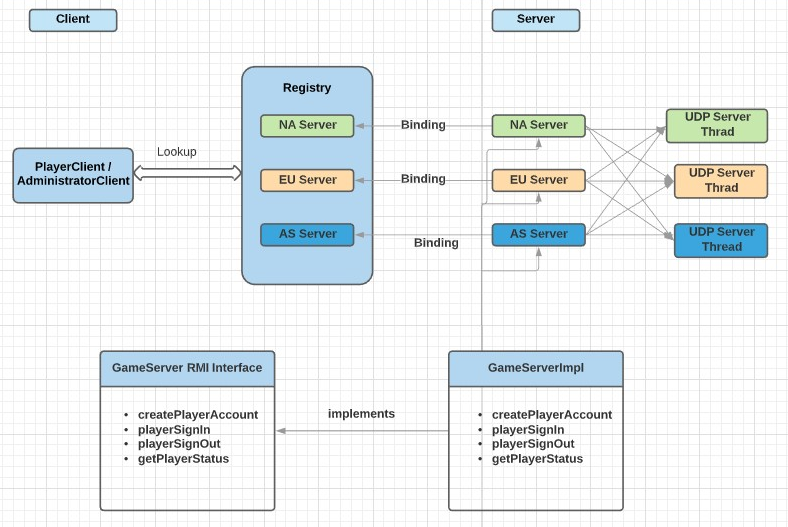 Client
Server
Registry
NA Server
Binding
NA Server
UDP Server
Thrad
Lookup
PlayerClient /
AdministratorClient
EU Server
Binding
EU Server
UDP Server
Thrad
AS Server
Binding
AS Server
UDP Server
Thread
GameServer RMI Interface
• createPlayerAccount
• playerSignIn
• playerSignOut
• getPlayerStatus
implements
GameServerImpl
• createPlayerAccount
• playerSignIn
• playerSignOut
• getPlayerStatus